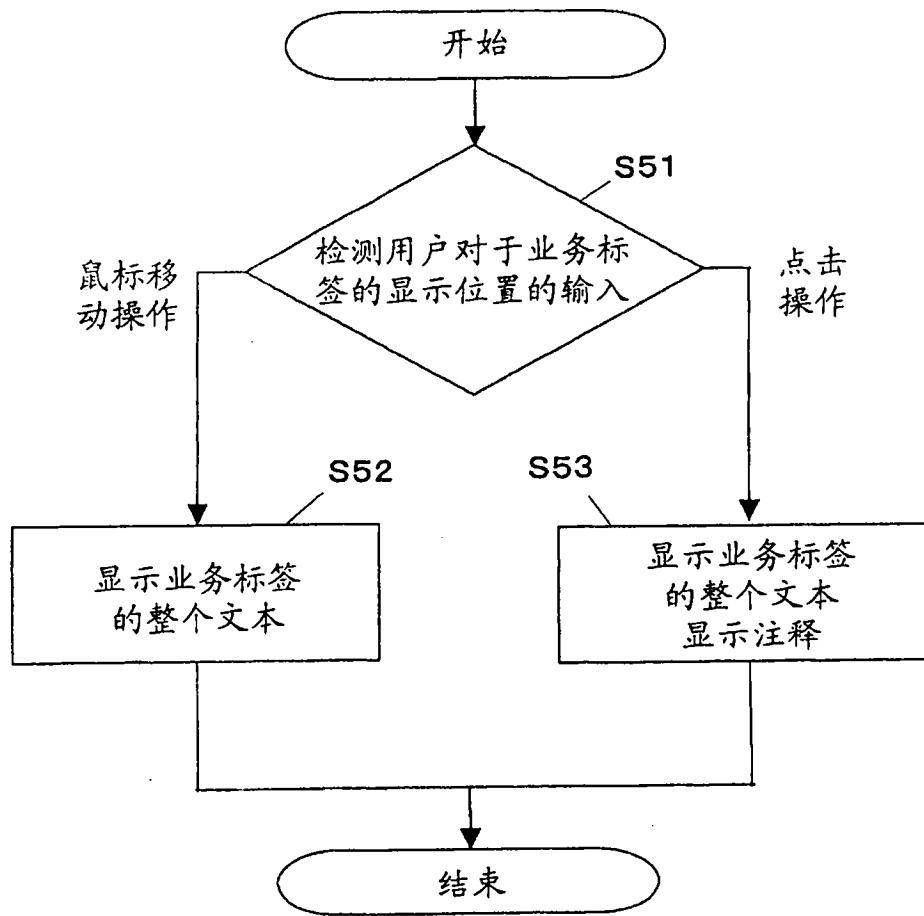 开始
S51
检测用户对于业务标
签的显示位置的输入
鼠标移
动操作
点击
操作
S52
显示业务标签
的整个文本
S53
显示业务标签
的整个文本
显示注释
结束